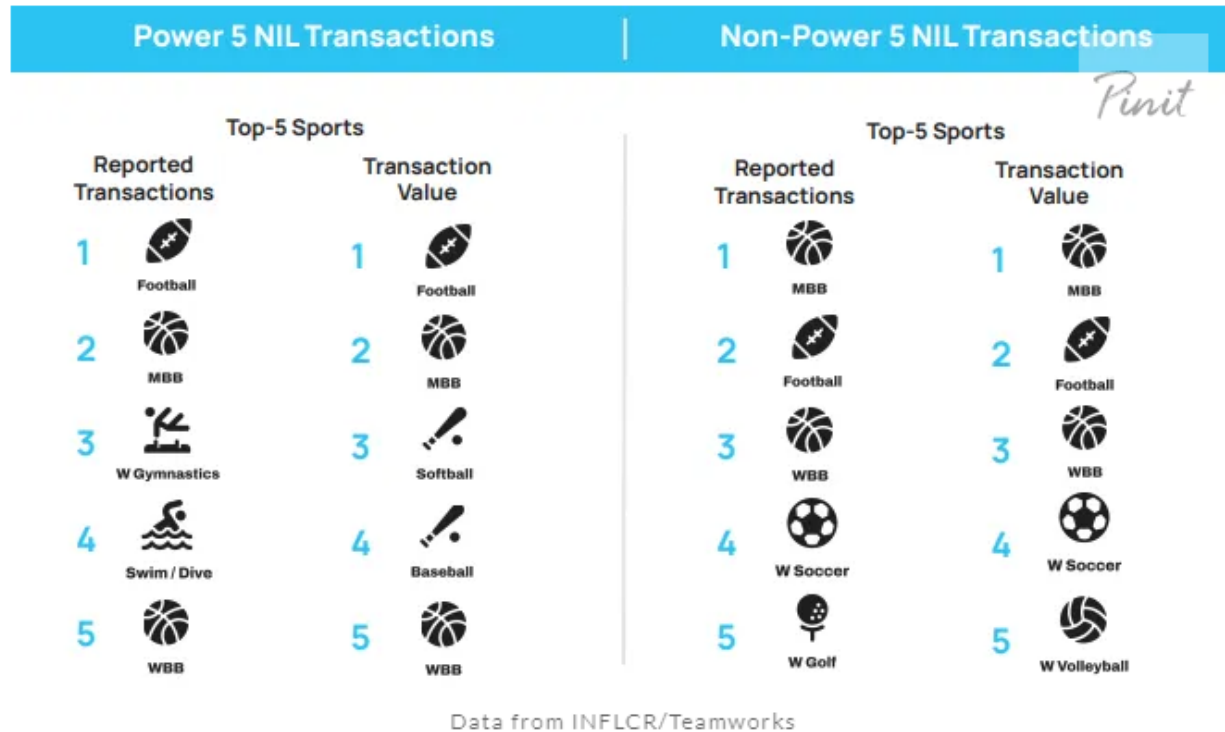 Power 5 NIL Transactions
Non-Power 5 NIL Transactions
Pinit
Top-5 Sports
Reported
Transactions
1
Football
2
MBB
3
W Gymnastics
4
Swim / Dive
5
WBB
Transaction
Value
1
Football
2
MBB
3
Softball
4
Baseball
5
WBB
Top-5 Sports
Reported
Transactions
1
MBB
2
Football
3
WBB
4
W Soccer
5
W Golf
Transaction
Value
1
MBB
2
Football
3
WBB
4
W Soccer
5
W Volleyball
Data from INFLCR/Teamworks